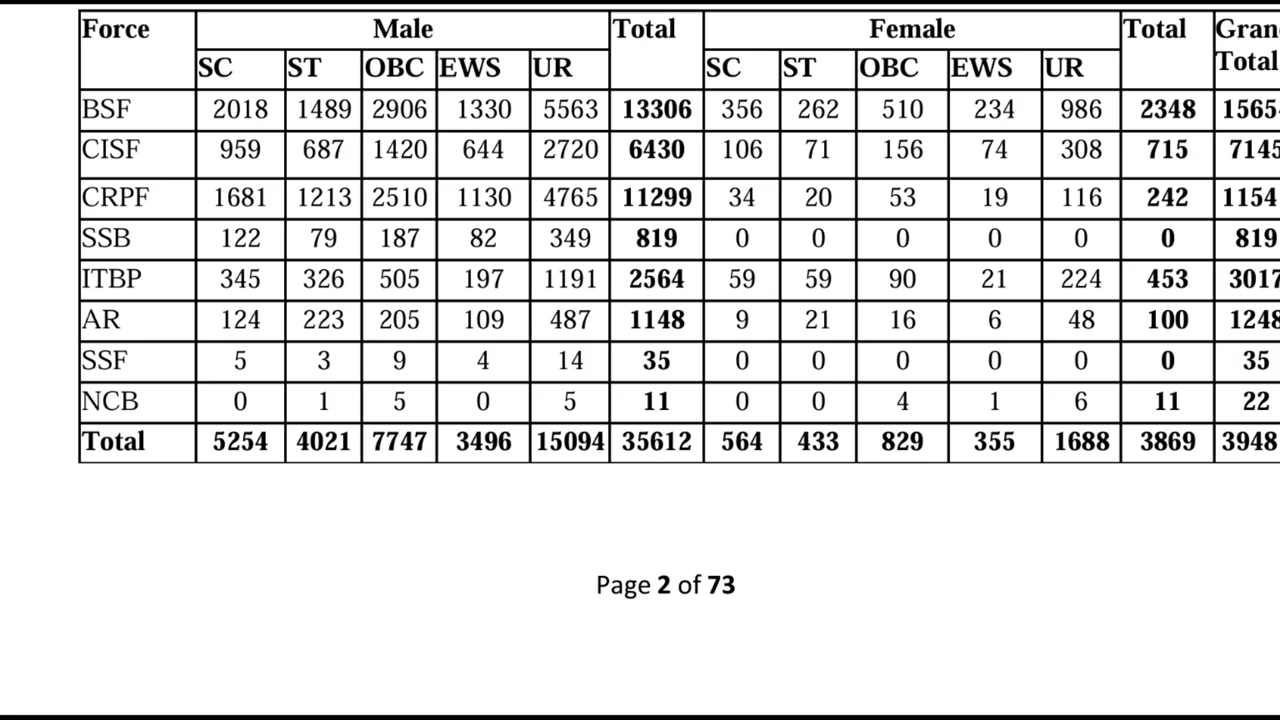 Force Male Total Female Total Gran
SC ST OBC EWS UR SC ST OBC EWS UR Total
BSF 2018 1489 2906 1330 5563 13306 356 262 510 234 986 2348 1565
CISF 959 687 1420 644 2720 6430 106 71 156 74 308 715 7145
CRPF 1681 1213 2510 1130 4765 11299 34 20 53 19 116 242 1154
SSB 122 79 187 82 349 819 0 0 0 0 0 0 819
ITBP 345 326 505 197 1191 2564 59 59 90 21 224 453 3017
AR 124 223 205 109 487 1148 9 21 16 6 48 100 1248
SSF 5 3 9 4 14 35 0 0 0 0 0 0 35
NCB 0 1 5 0 5 11 0 0 4 1 6 11 22
Total 5254 4021 7747 3496 15094 35612 564 433 829 355 1688 3869 3948
Page 2 of 73